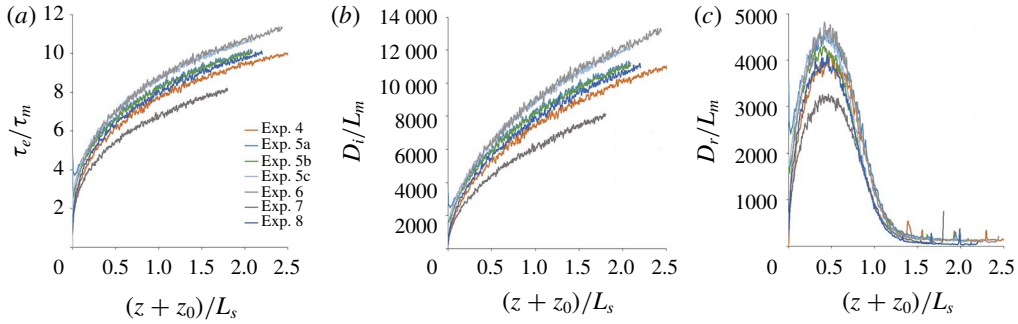 (a)
12
10
8
6
4
2
0
0.5
1.0
1.5
2.0
2.5
τe/τm
(z + z0)/Ls
Exp. 4
Exp. 5a
Exp. 5b
Exp. 5c
Exp. 6
Exp. 7
Exp. 8
(b)
14 000
12 000
10 000
8000
6000
4000
2000
0
0.5
1.0
1.5
2.0
2.5
Di/Lm
(z + z0)/Ls
(c)
5000
4000
3000
2000
1000
0
0.5
1.0
1.5
2.0
2.5
Dr/Lm
(z + z0)/Ls